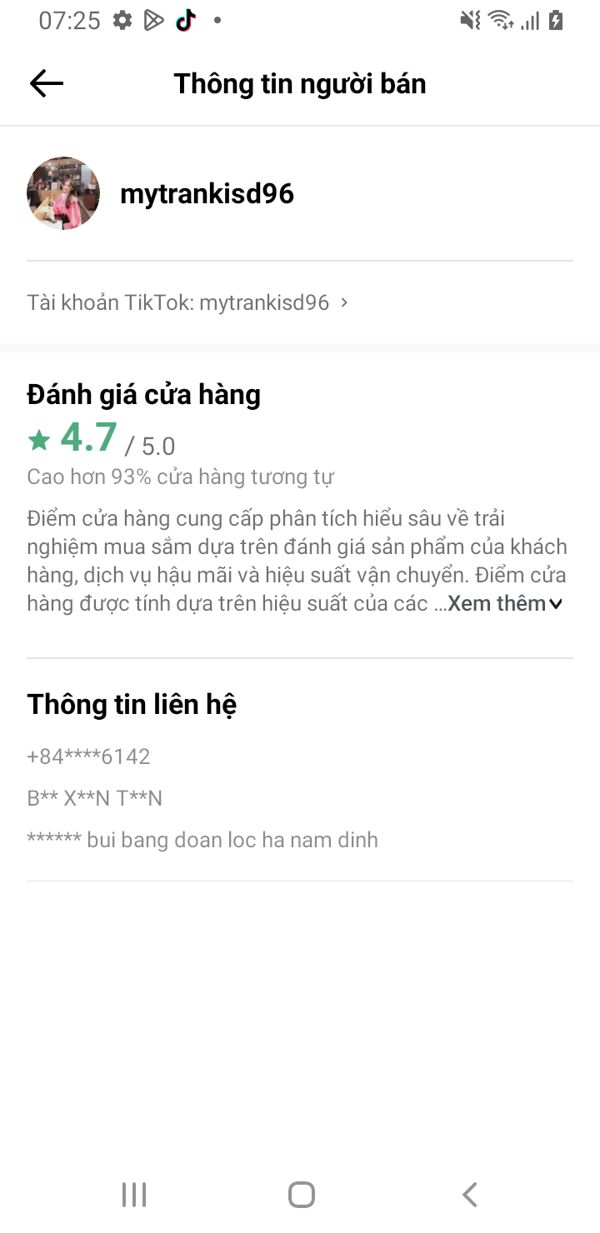 07:25
Thông tin người bán
mytrankisd96
Tài khoản TikTok: mytrankisd96 >
Đánh giá cửa hàng
4.7 / 5.0
Cao hơn 93% cửa hàng tương tự
Điểm cửa hàng cung cấp phân tích hiểu sâu về trải
nghiệm mua sắm dựa trên đánh giá sản phẩm của khách
hàng, dịch vụ hậu mãi và hiệu suất vận chuyển. Điểm cửa
hàng được tính dựa trên hiệu suất của các ...Xem thêm
Thông tin liên hệ
+84****6142
B** X**N T**N
****** bui bang doan loc ha nam dinh